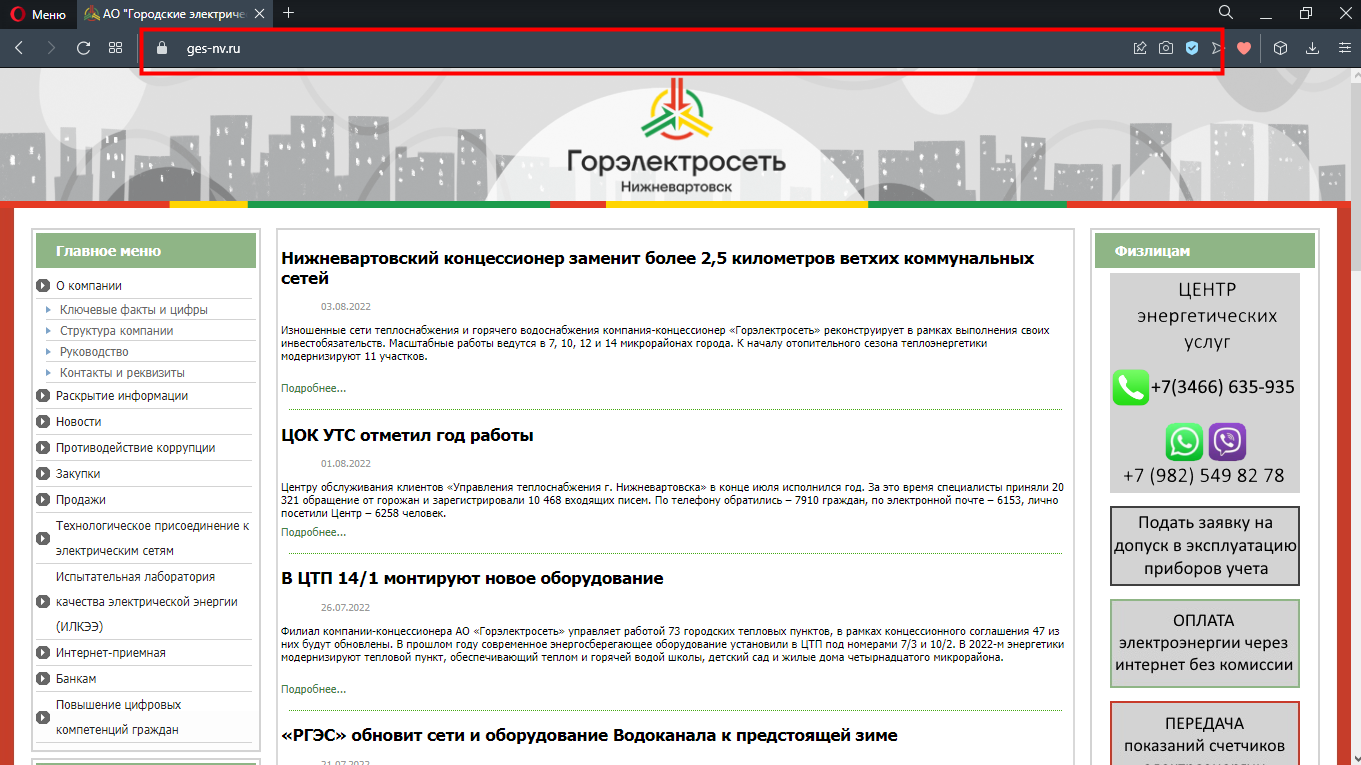 Меню
АО "Городские электриче
ges-nv.ru
Горэлектросеть
Нижневартовск
Главное меню
О компании
Ключевые факты и цифры
Структура компании
Руководство
Контакты и реквизиты
Раскрытие информации
Новости
Противодействие коррупции
Закупки
Продажи
Технологическое присоединение к
электрическим сетям
Испытательная лаборатория
качества электрической энергии
(ИЛКЭЭ)
Интернет-приемная
Банкам
Повышение цифровых
компетенций граждан
Нижневартовский концессионер заменит более 2,5 километров ветхих коммунальных
сетей
03.08.2022
Изношенные сети теплоснабжения и горячего водоснабжения компания-концессионер «Горэлектросеть» реконструирует в рамках выполнения своих
инвестобязательств. Масштабные работы ведутся в 7, 10, 12 и 14 микрорайонах города. К началу отопительного сезона теплоэнергетики
модернизируют 11 участков.
Подробнее...
ЦОК УТС отметил год работы
01.08.2022
Центру обслуживания клиентов «Управления теплоснабжения г. Нижневартовска» в конце июля исполнился год. За это время специалисты приняли 20
321 обращение от горожан и зарегистрировали 10 468 входящих писем. По телефону обратились – 7910 граждан, по электронной почте – 6153, лично
посетили Центр – 6258 человек.
Подробнее...
В ЦТП 14/1 монтируют новое оборудование
26.07.2022
Филиал компании-концессионера АО «Горэлектросеть» управляет работой 73 городских тепловых пунктов, в рамках концессионного соглашения 47 из
них будут обновлены. В прошлом году современное энергосберегающее оборудование установили в ЦТП под номерами 7/3 и 10/2. В 2022-м энергетики
модернизируют тепловой пункт, обеспечивающий теплом и горячей водой школы, детский сад и жилые дома четырнадцатого микрорайона.
Подробнее...
«РГЭС» обновит сети и оборудование Водоканала к предстоящей зиме
21.07.2022
Физлицам
ЦЕНТР
энергетических
услуг
+7(3466) 635-935
+7 (982) 549 82 78
Подать заявку на
допуск в эксплуатацию
приборов учета
ОПЛАТА
электроэнергии через
интернет без комиссии
ПЕРЕДАЧА
показаний счетчиков
электроэнергии